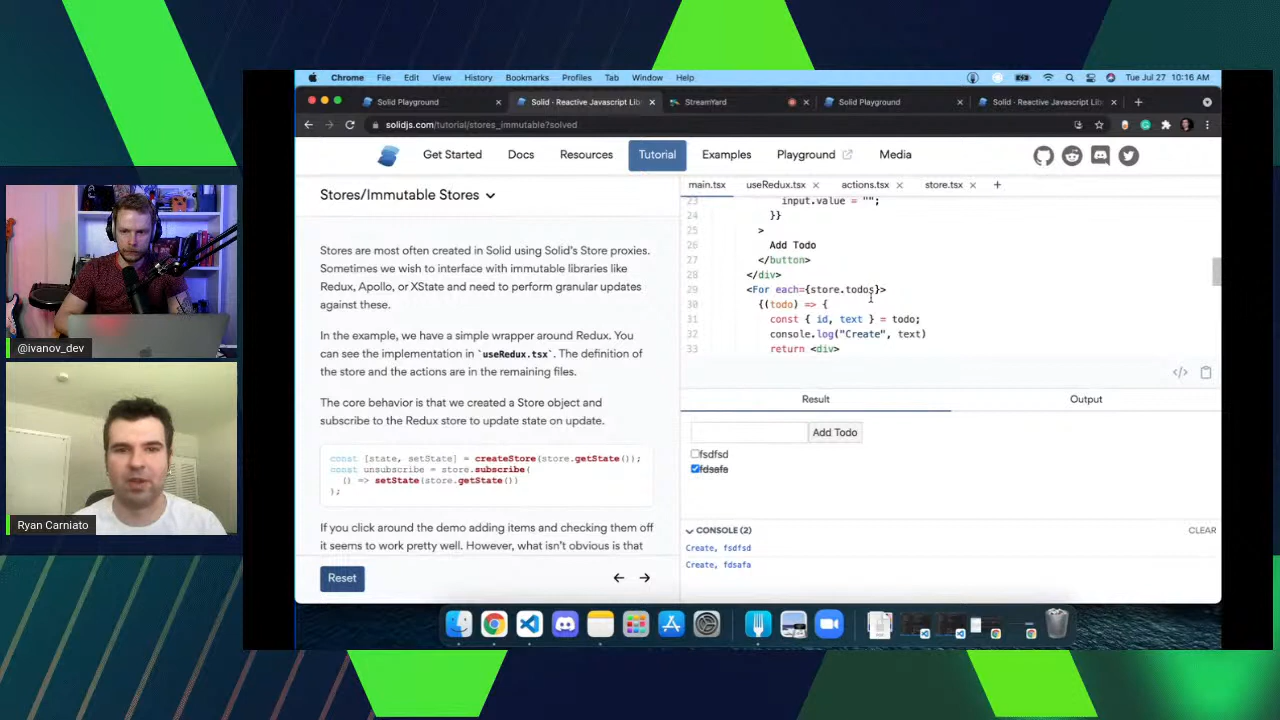 Chrome File Edit View History Bookmarks Profiles Tab Window Help Tue Jul 27 10:16 AM
Solid Playground × Solid - Reactive Javascript Lib × StreamYard × Solid Playground × Solid - Reactive Javascript Lib × +
solidjs.com/tutorial/stores_immutable?solved
Get Started Docs Resources Tutorial Examples Playground Media
Stores/Immutable Stores
Stores are most often created in Solid using Solid's Store proxies.
Sometimes we wish to interface with immutable libraries like
Redux, Apollo, or XState and need to perform granular updates
against these.
In the example, we have a simple wrapper around Redux. You
can see the implementation in `useRedux.tsx`. The definition of
the store and the actions are in the remaining files.
The core behavior is that we created a Store object and
subscribe to the Redux store to update state on update.
const [state, setState] = createStore(store.getState());
const unsubscribe = store.subscribe(
() => setState(store.getState())
);
If you click around the demo adding items and checking them off
it seems to work pretty well. However, what isn't obvious is that
Reset
main.tsx useRedux.tsx × actions.tsx × store.tsx × +
23 input.value = "";
24 }}
25 >
26 Add Todo
27 </button>
28 </div>
29 <For each={store.todos}>
30 {(todo) => {
31 const { id, text } = todo;
32 console.log("Create", text)
33 return <div>
Result Output
Add Todo
fsdfsd
fdsafa
CONSOLE (2) CLEAR
Create, fsdfsd
Create, fdsafa
@ivanov_dev
Ryan Carniato